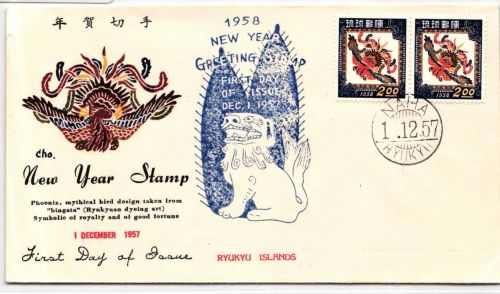 年賀切手
cho.
New Year Stamp
Phoenix, mythical bird design taken from
"bingata" (Ryukyuan dyeing art)
Symbolic of royalty and of good fortune
1 DECEMBER 1957
First Day of Issue
1958
NEW YEAR
GREETING
FIRST DAY
OF ISSUE
DEC. 1, 1957
RYUKYU ISLANDS
琉球郵便
1958 2.00
琉球郵便
1958 2.00
NAHA
1.12.57
RYUKYU